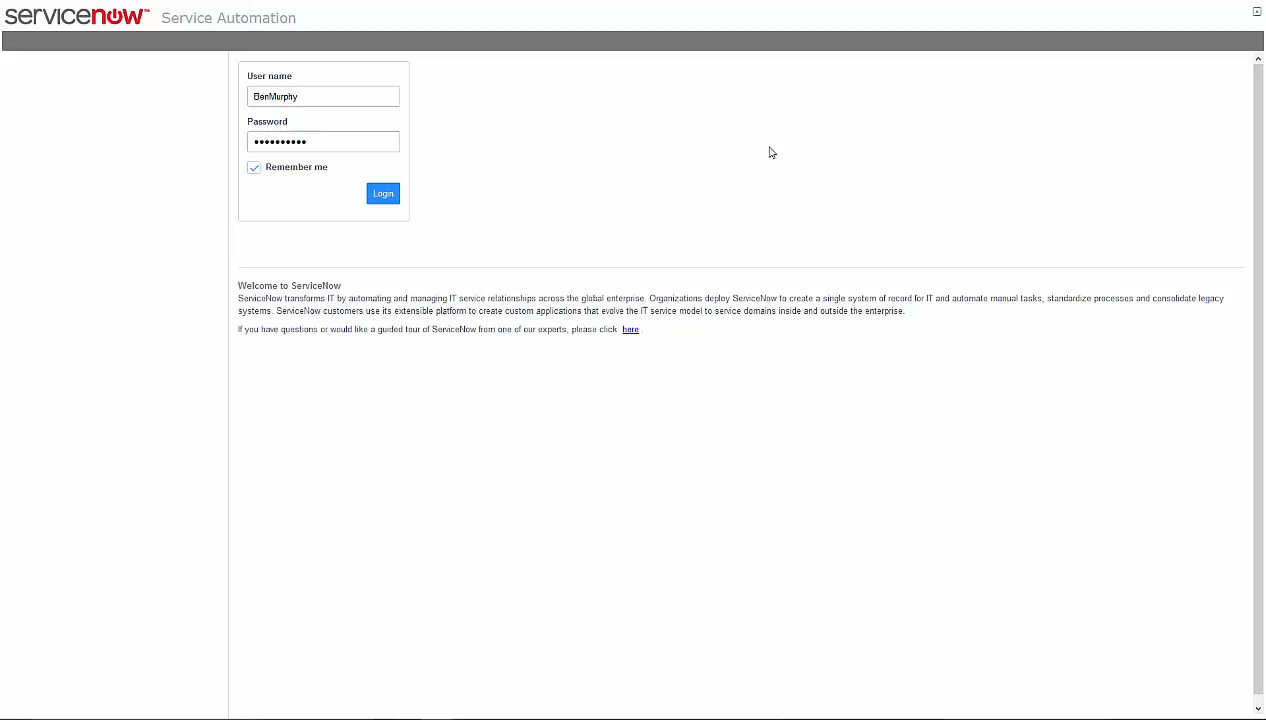 servicenow™ Service Automation
User name
BenMurphy
Password
••••••••••
Remember me
Login
Welcome to ServiceNow
ServiceNow transforms IT by automating and managing IT service relationships across the global enterprise. Organizations deploy ServiceNow to create a single system of record for IT and automate manual tasks, standardize processes and consolidate legacy
systems. ServiceNow customers use its extensible platform to create custom applications that evolve the IT service model to service domains inside and outside the enterprise.
If you have questions or would like a guided tour of ServiceNow from one of our experts, please click here